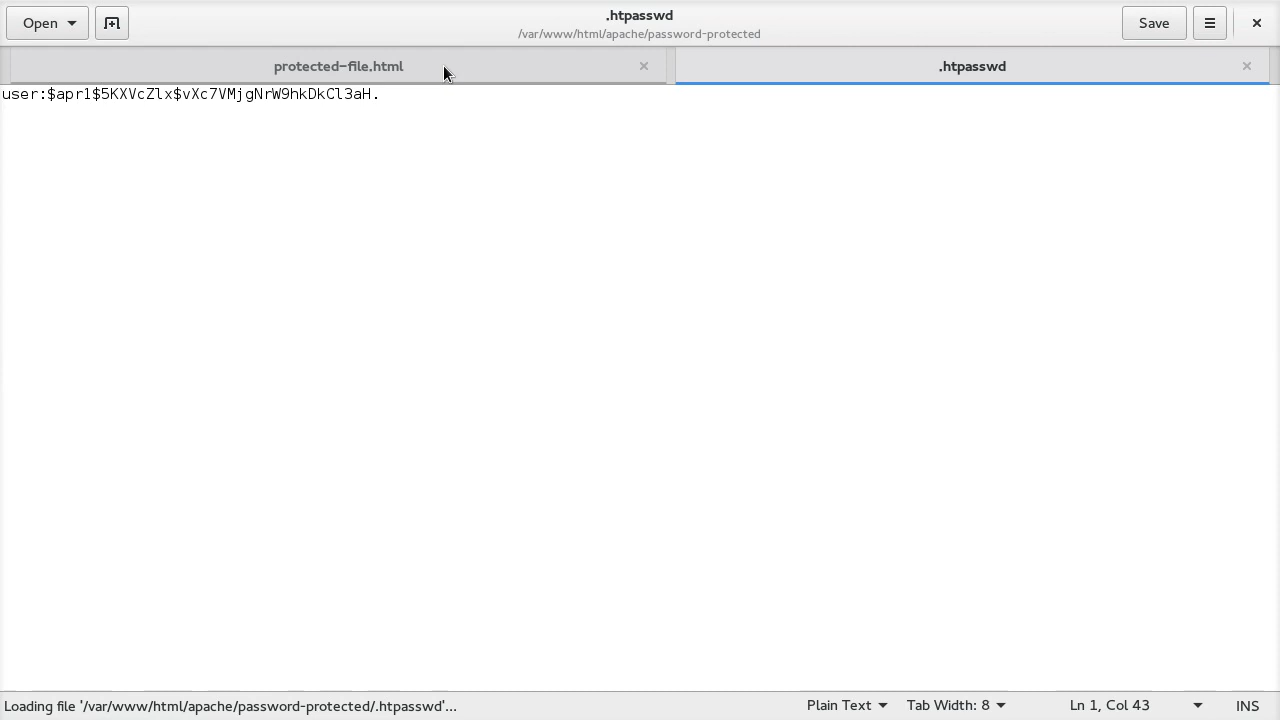 Open
.htpasswd
/var/www/html/apache/password-protected
Save
protected-file.html
.htpasswd
user:$apr1$5KXVcZlx$vXc7VMjgNrW9hkDkCl3aH.
Loading file '/var/www/html/apache/password-protected/.htpasswd'...
Plain Text
Tab Width: 8
Ln 1, Col 43
INS